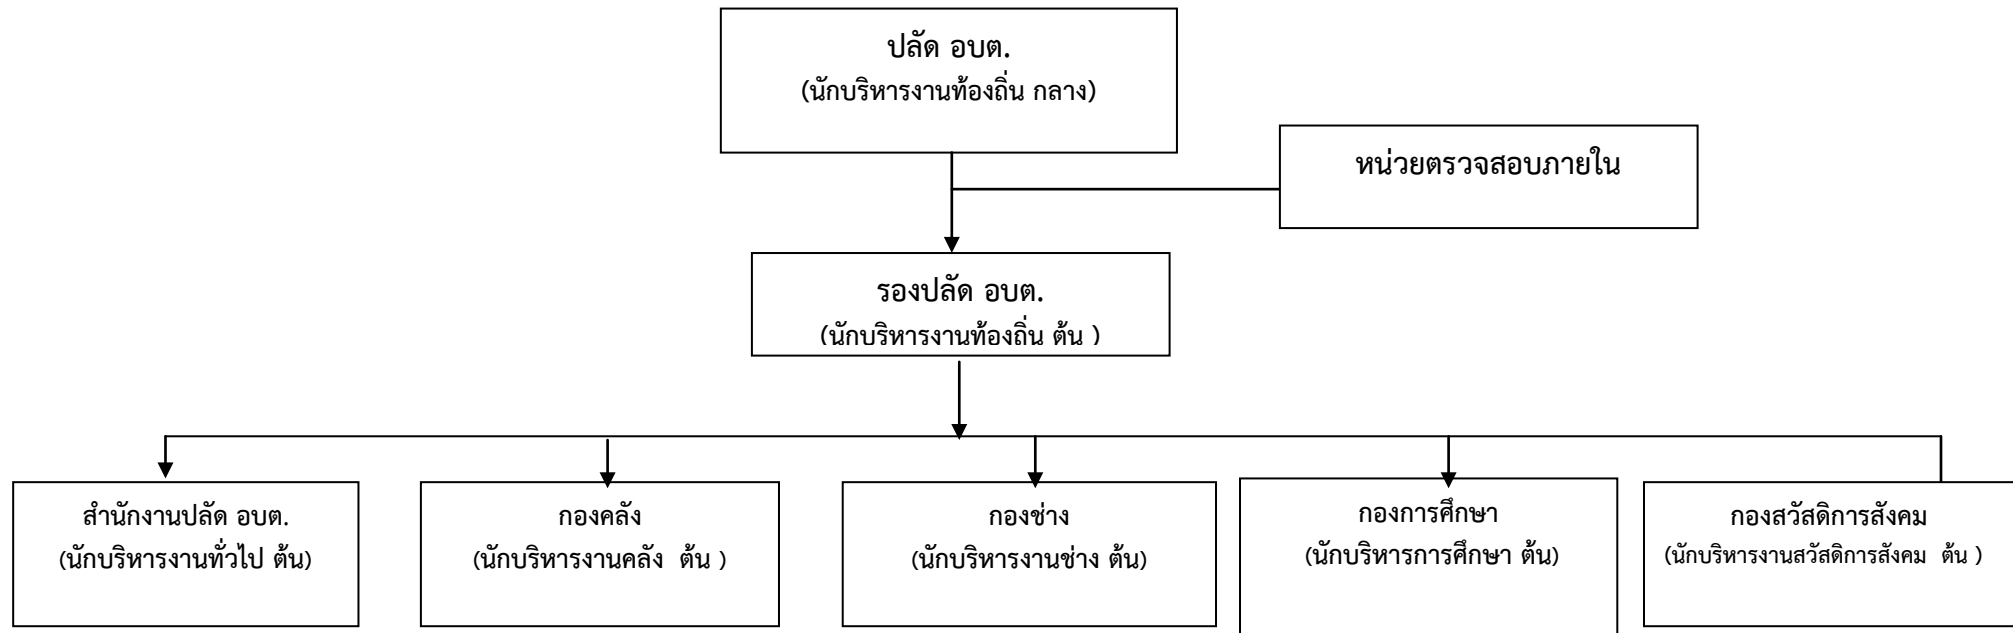 ปลัด อบต.
(นักบริหารงานท้องถิ่น กลาง)
หน่วยตรวจสอบภายใน
รองปลัด อบต.
(นักบริหารงานท้องถิ่น ต้น )
สำนักงานปลัด อบต.
(นักบริหารงานทั่วไป ต้น)
กองคลัง
(นักบริหารงานคลัง ต้น )
กองช่าง
(นักบริหารงานช่าง ต้น)
กองการศึกษา
(นักบริหารการศึกษา ต้น)
กองสวัสดิการสังคม
(นักบริหารงานสวัสดิการสังคม ต้น )